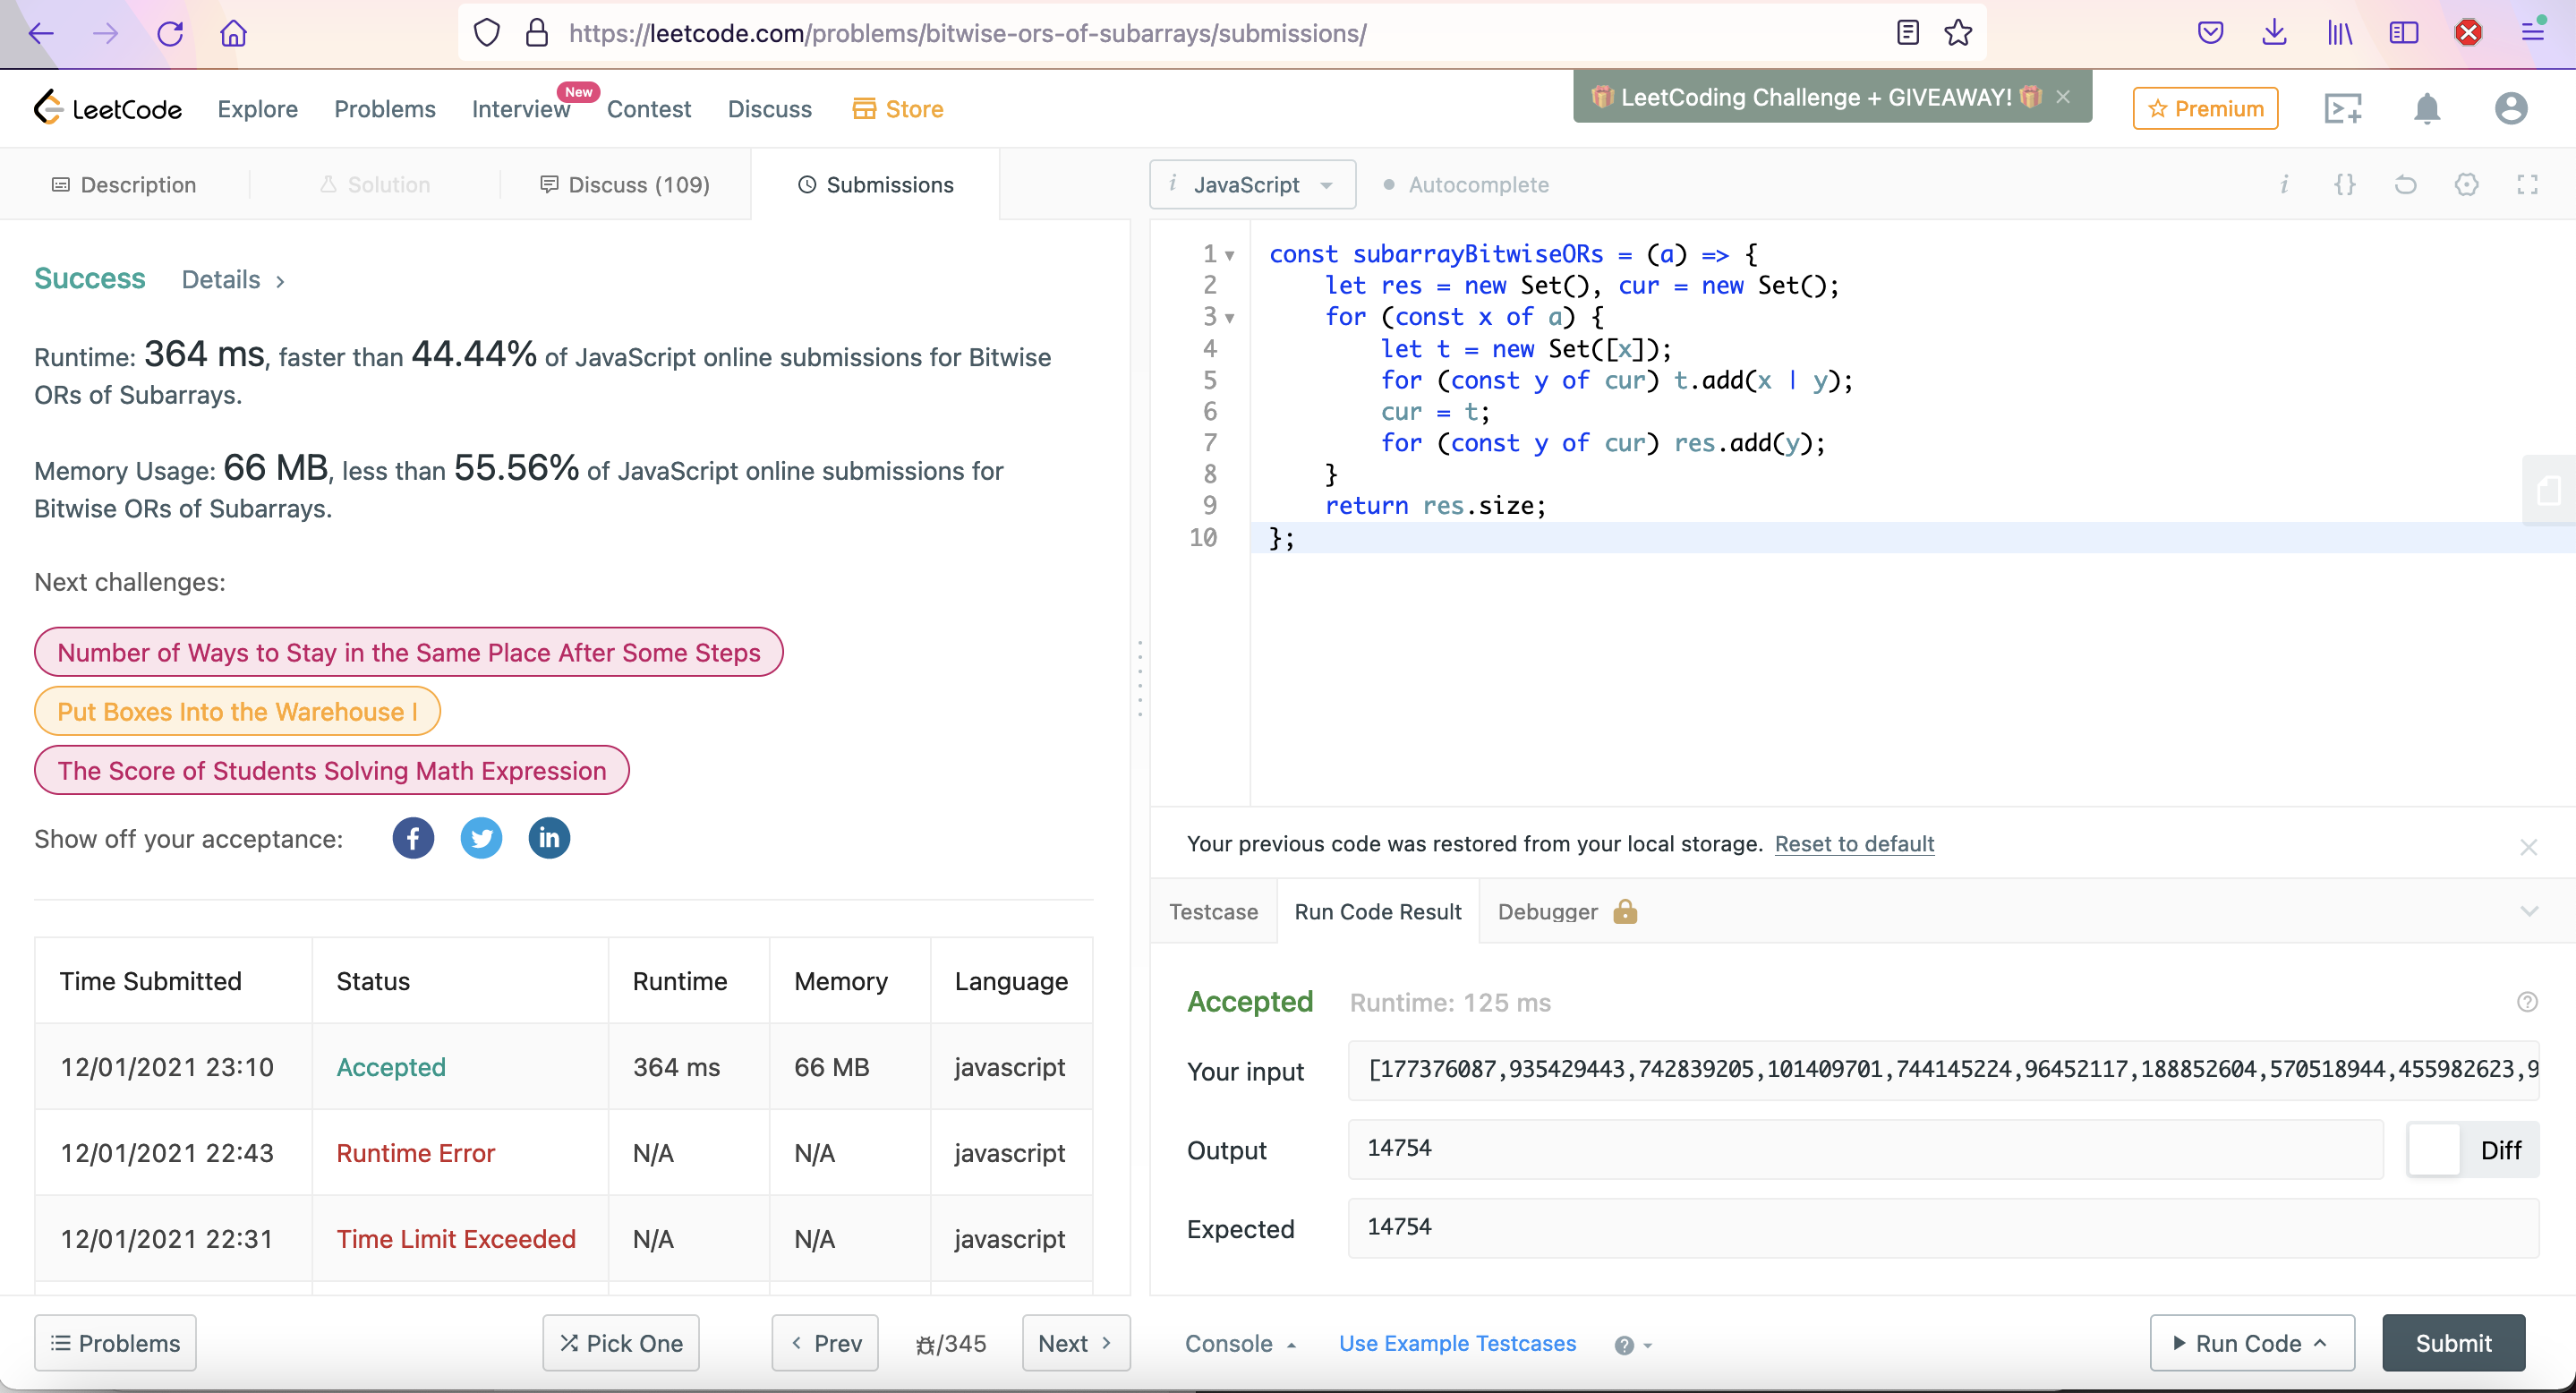 https://leetcode.com/problems/bitwise-ors-of-subarrays/submissions/
LeetCode Explore Problems Interview New Contest Discuss Store LeetCoding Challenge + GIVEAWAY! Premium
Description Solution Discuss (109) Submissions
i JavaScript Autocomplete i {}
Success Details >
Runtime: 364 ms, faster than 44.44% of JavaScript online submissions for Bitwise
ORs of Subarrays.
Memory Usage: 66 MB, less than 55.56% of JavaScript online submissions for
Bitwise ORs of Subarrays.
Next challenges:
Number of Ways to Stay in the Same Place After Some Steps
Put Boxes Into the Warehouse I
The Score of Students Solving Math Expression
Show off your acceptance: f in
Time Submitted Status Runtime Memory Language
12/01/2021 23:10 Accepted 364 ms 66 MB javascript
12/01/2021 22:43 Runtime Error N/A N/A javascript
12/01/2021 22:31 Time Limit Exceeded N/A N/A javascript
Problems Pick One < Prev /345 Next >
1 const subarrayBitwiseORs = (a) => {
2     let res = new Set(), cur = new Set();
3     for (const x of a) {
4         let t = new Set([x]);
5         for (const y of cur) t.add(x | y);
6         cur = t;
7         for (const y of cur) res.add(y);
8     }
9     return res.size;
10 };
Your previous code was restored from your local storage. Reset to default
Testcase Run Code Result Debugger
Accepted Runtime: 125 ms
Your input [177376087,935429443,742839205,101409701,744145224,96452117,188852604,570518944,455982623,9
Output 14754 Diff
Expected 14754
Console Use Example Testcases Run Code Submit